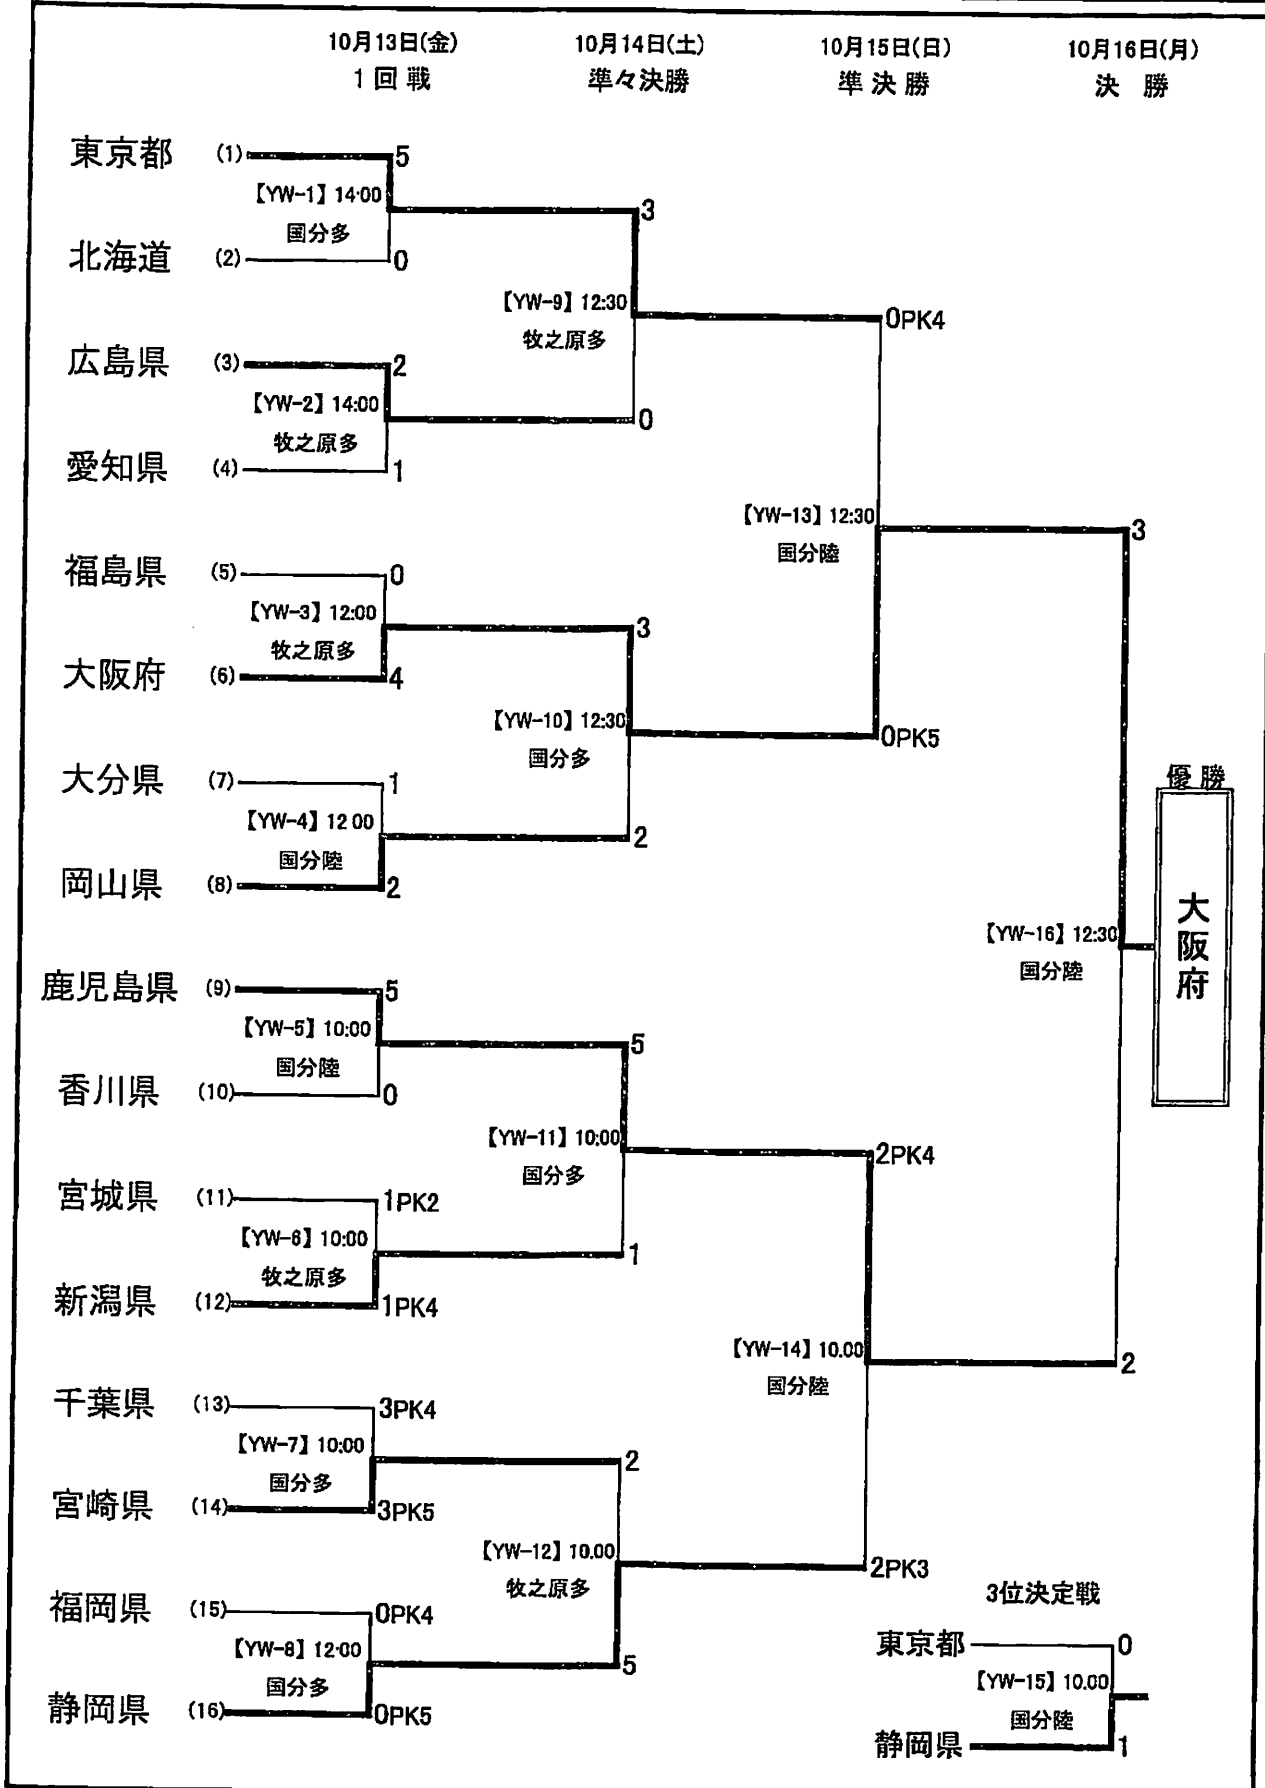 10月13日(金) 10月14日(土) 10月15日(日) 10月16日(月)
1回戦 準々決勝 準決勝 決勝
東京都 (1) 5
【YW-1】14:00
国分多
3
北海道 (2) 0
【YW-9】12:30
牧之原多
0PK4
広島県 (3) 2
【YW-2】14:00
牧之原多
0
愛知県 (4) 1
【YW-13】12:30
国分陸
3
福島県 (5) 0
【YW-3】12:00
牧之原多
3
大阪府 (6) 4
【YW-10】12:30
国分多
0PK5
大分県 (7) 1
【YW-4】12 00
国分陸
2
岡山県 (8) 2
優勝
大阪府
【YW-16】12:30
国分陸
鹿児島県 (9) 5
【YW-5】10:00
国分陸
5
香川県 (10) 0
【YW-11】10:00
国分多
2PK4
宮城県 (11) 1PK2
【YW-6】10:00
牧之原多
1
新潟県 (12) 1PK4
【YW-14】10.00
国分陸
2
千葉県 (13) 3PK4
【YW-7】10:00
国分多
2
宮崎県 (14) 3PK5
【YW-12】10.00
牧之原多
2PK3
福岡県 (15) 0PK4
【YW-8】12:00
国分多
5
静岡県 (16) 0PK5
3位決定戦
東京都 0
【YW-15】10.00
国分陸
静岡県 1